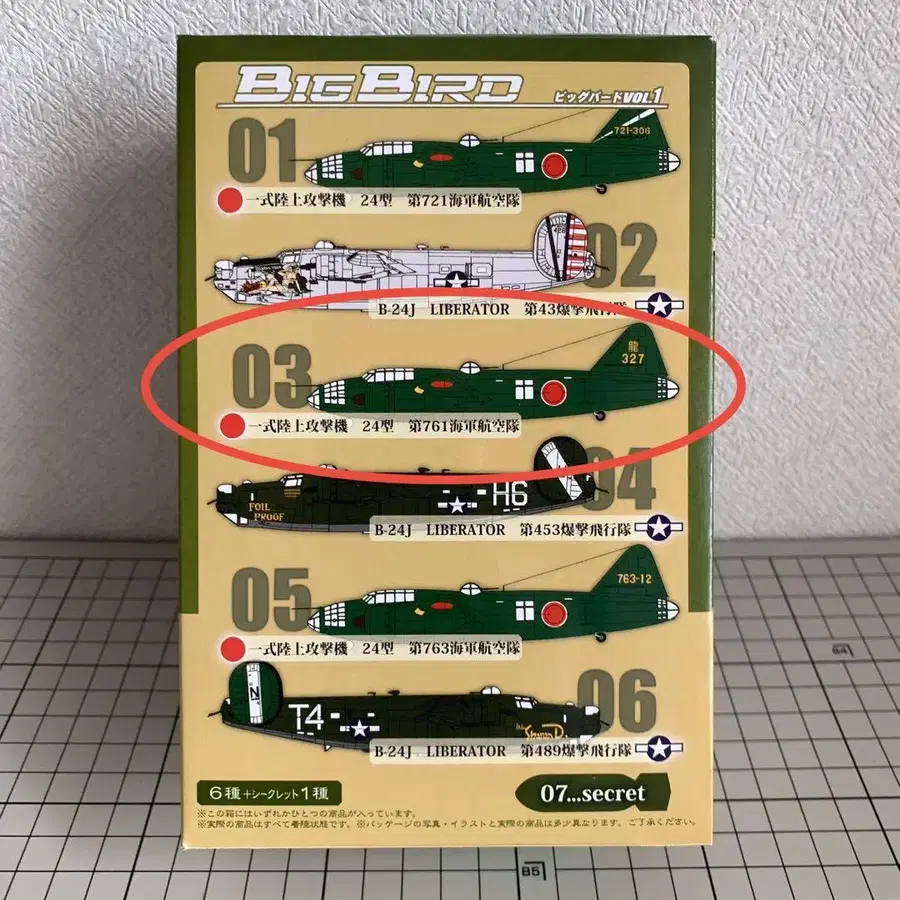 BIG BIRD ビッグバードVOL.1
01
721-306
一式陸上攻撃機 24型 第721海軍航空隊
02
B-24J LIBERATOR 第43爆撃飛行隊
03
龍
327
一式陸上攻撃機 24型 第761海軍航空隊
04
H6
FOIL
PROOF
B-24J LIBERATOR 第453爆撃飛行隊
05
763-12
一式陸上攻撃機 24型 第763海軍航空隊
06
N
T4
B-24J LIBERATOR 第489爆撃飛行隊
6種+シークレット1種
07...secret
※この箱にはいずれかひとつの商品が入っています。
※実際の商品はすべて着陸状態です。※パッケージの写真・イラストと実際の商品は多少異なります。ご了承ください。
B4
B5